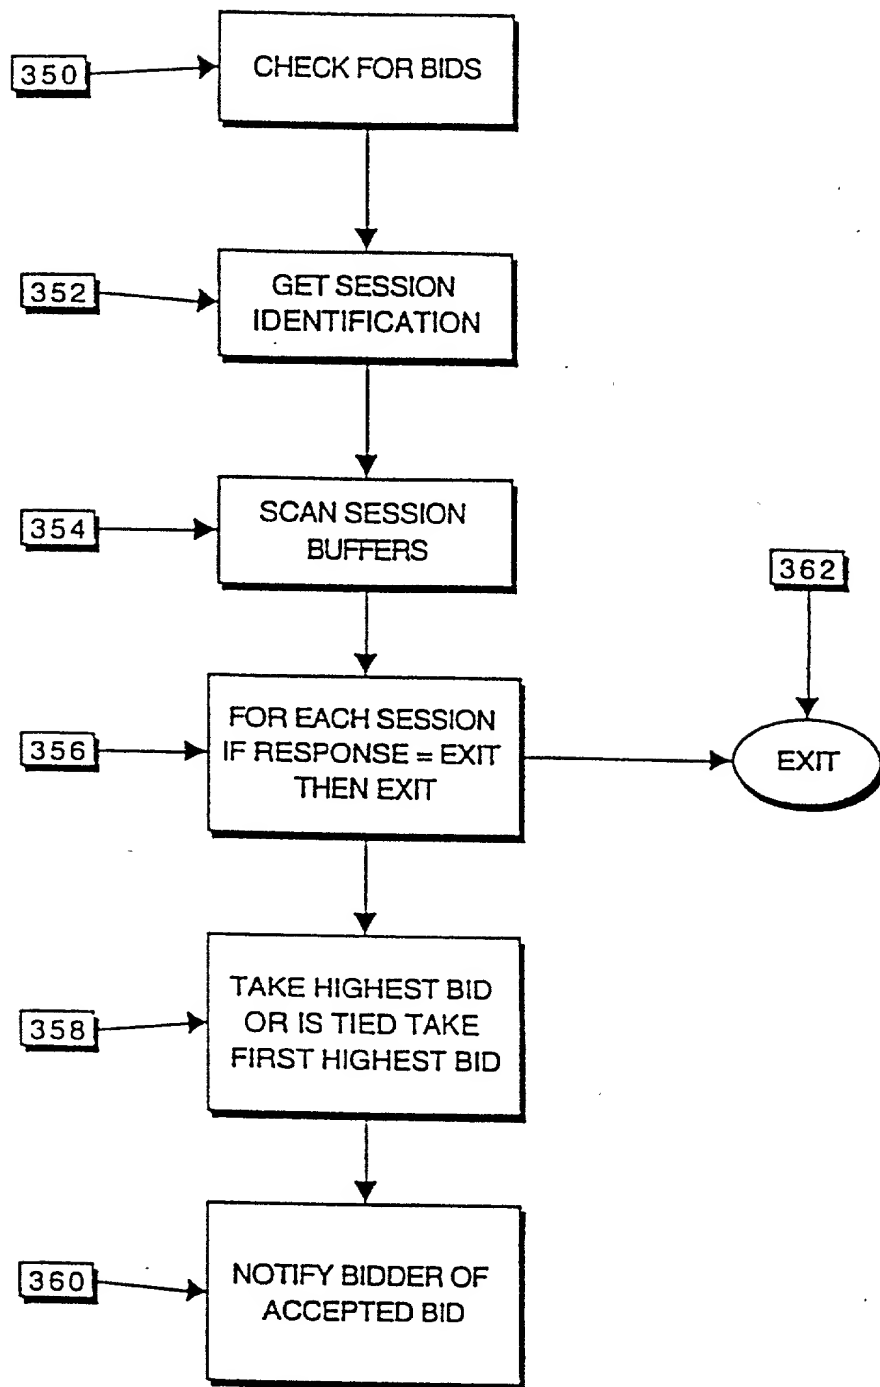 350
CHECK FOR BIDS
352
GET SESSION
IDENTIFICATION
354
SCAN SESSION
BUFFERS
362
356
FOR EACH SESSION
IF RESPONSE = EXIT
THEN EXIT
EXIT
358
TAKE HIGHEST BID
OR IS TIED TAKE
FIRST HIGHEST BID
360
NOTIFY BIDDER OF
ACCEPTED BID